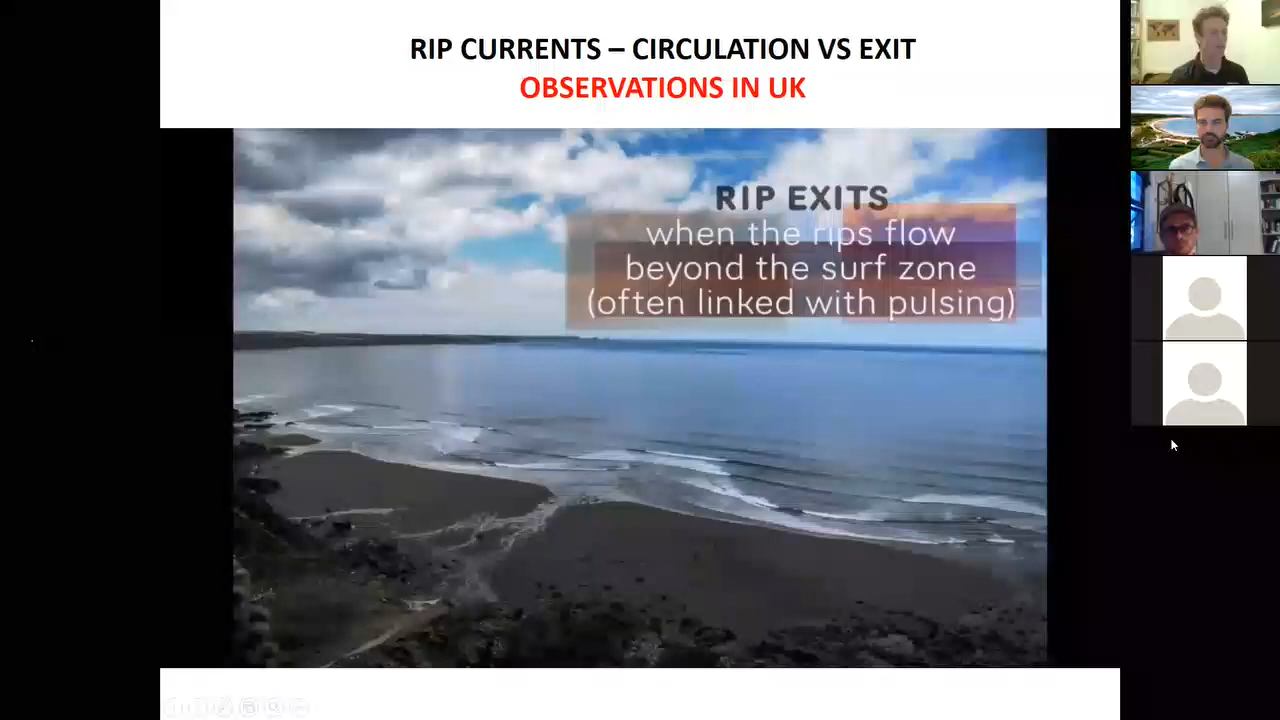 RIP CURRENTS – CIRCULATION VS EXIT
OBSERVATIONS IN UK
RIP EXITS
when the rips flow
beyond the surf zone
(often linked with pulsing)